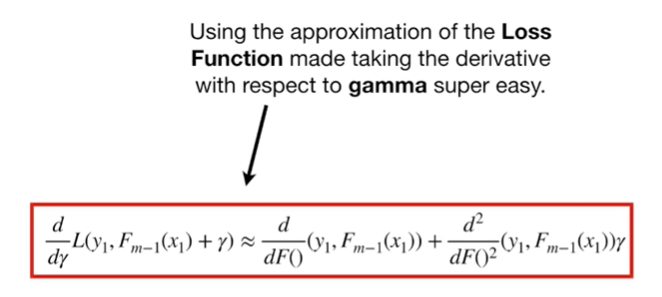 Using the approximation of the Loss
Function made taking the derivative
with respect to gamma super easy.
d/dγ L(y₁, Fₘ₋₁(x₁) + γ) ≈ d/dF() (y₁, Fₘ₋₁(x₁)) + d²/dF()² (y₁, Fₘ₋₁(x₁))γ